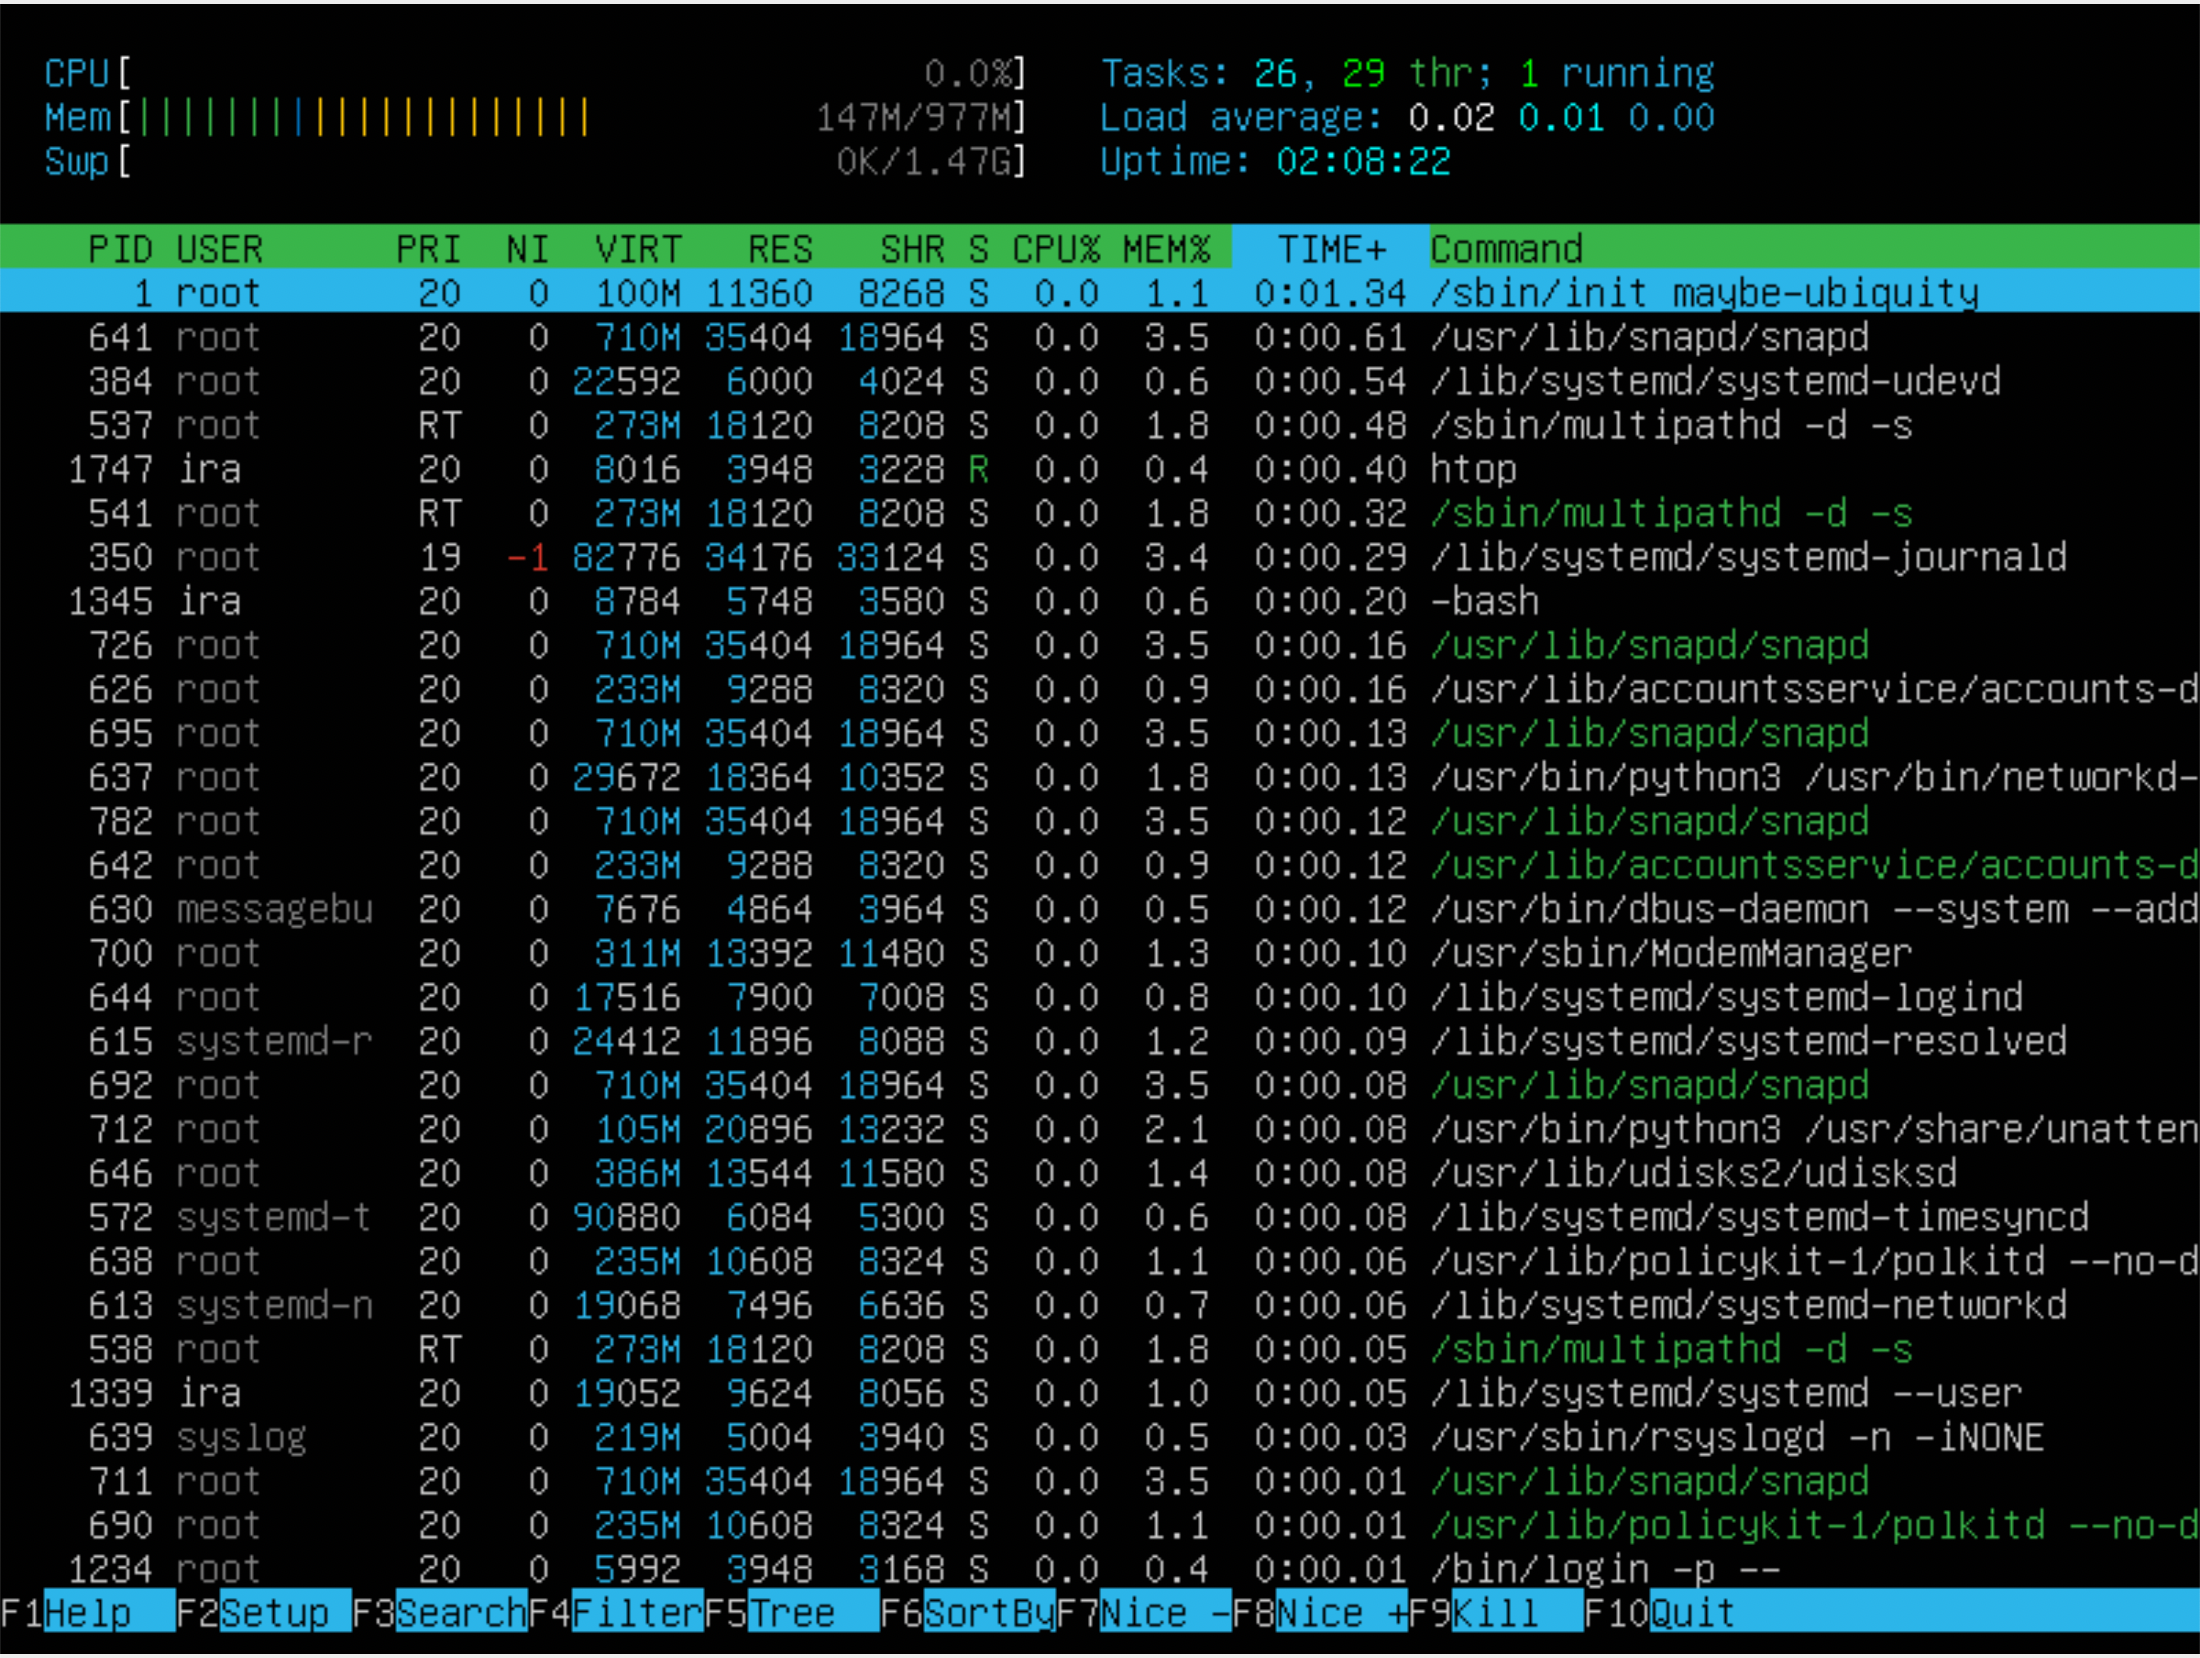 CPU[ 0.0%] Tasks: 26, 29 thr; 1 running
Mem[||||||||||||||||||||| 147M/977M] Load average: 0.02 0.01 0.00
Swp[ 0K/1.47G] Uptime: 02:08:22
PID USER PRI NI VIRT RES SHR S CPU% MEM% TIME+ Command
1 root 20 0 100M 11360 8268 S 0.0 1.1 0:01.34 /sbin/init maybe-ubiquity
641 root 20 0 710M 35404 18964 S 0.0 3.5 0:00.61 /usr/lib/snapd/snapd
384 root 20 0 22592 6000 4024 S 0.0 0.6 0:00.54 /lib/systemd/systemd-udevd
537 root RT 0 273M 18120 8208 S 0.0 1.8 0:00.48 /sbin/multipathd -d -s
1747 ira 20 0 8016 3948 3228 R 0.0 0.4 0:00.40 htop
541 root RT 0 273M 18120 8208 S 0.0 1.8 0:00.32 /sbin/multipathd -d -s
350 root 19 -1 82776 34176 33124 S 0.0 3.4 0:00.29 /lib/systemd/systemd-journald
1345 ira 20 0 8784 5748 3580 S 0.0 0.6 0:00.20 -bash
726 root 20 0 710M 35404 18964 S 0.0 3.5 0:00.16 /usr/lib/snapd/snapd
626 root 20 0 233M 9288 8320 S 0.0 0.9 0:00.16 /usr/lib/accountsservice/accounts-d
695 root 20 0 710M 35404 18964 S 0.0 3.5 0:00.13 /usr/lib/snapd/snapd
637 root 20 0 29672 18364 10352 S 0.0 1.8 0:00.13 /usr/bin/python3 /usr/bin/networkd-
782 root 20 0 710M 35404 18964 S 0.0 3.5 0:00.12 /usr/lib/snapd/snapd
642 root 20 0 233M 9288 8320 S 0.0 0.9 0:00.12 /usr/lib/accountsservice/accounts-d
630 messagebu 20 0 7676 4864 3964 S 0.0 0.5 0:00.12 /usr/bin/dbus-daemon --system --add
700 root 20 0 311M 13392 11480 S 0.0 1.3 0:00.10 /usr/sbin/ModemManager
644 root 20 0 17516 7900 7008 S 0.0 0.8 0:00.10 /lib/systemd/systemd-logind
615 systemd-r 20 0 24412 11896 8088 S 0.0 1.2 0:00.09 /lib/systemd/systemd-resolved
692 root 20 0 710M 35404 18964 S 0.0 3.5 0:00.08 /usr/lib/snapd/snapd
712 root 20 0 105M 20896 13232 S 0.0 2.1 0:00.08 /usr/bin/python3 /usr/share/unatten
646 root 20 0 386M 13544 11580 S 0.0 1.4 0:00.08 /usr/lib/udisks2/udisksd
572 systemd-t 20 0 90880 6084 5300 S 0.0 0.6 0:00.08 /lib/systemd/systemd-timesyncd
638 root 20 0 235M 10608 8324 S 0.0 1.1 0:00.06 /usr/lib/policykit-1/polkitd --no-d
613 systemd-n 20 0 19068 7496 6636 S 0.0 0.7 0:00.06 /lib/systemd/systemd-networkd
538 root RT 0 273M 18120 8208 S 0.0 1.8 0:00.05 /sbin/multipathd -d -s
1339 ira 20 0 19052 9624 8056 S 0.0 1.0 0:00.05 /lib/systemd/systemd --user
639 syslog 20 0 219M 5004 3940 S 0.0 0.5 0:00.03 /usr/sbin/rsyslogd -n -iNONE
711 root 20 0 710M 35404 18964 S 0.0 3.5 0:00.01 /usr/lib/snapd/snapd
690 root 20 0 235M 10608 8324 S 0.0 1.1 0:00.01 /usr/lib/policykit-1/polkitd --no-d
1234 root 20 0 5992 3948 3168 S 0.0 0.4 0:00.01 /bin/login -p --
F1Help F2Setup F3SearchF4FilterF5Tree F6SortByF7Nice -F8Nice +F9Kill F10Quit